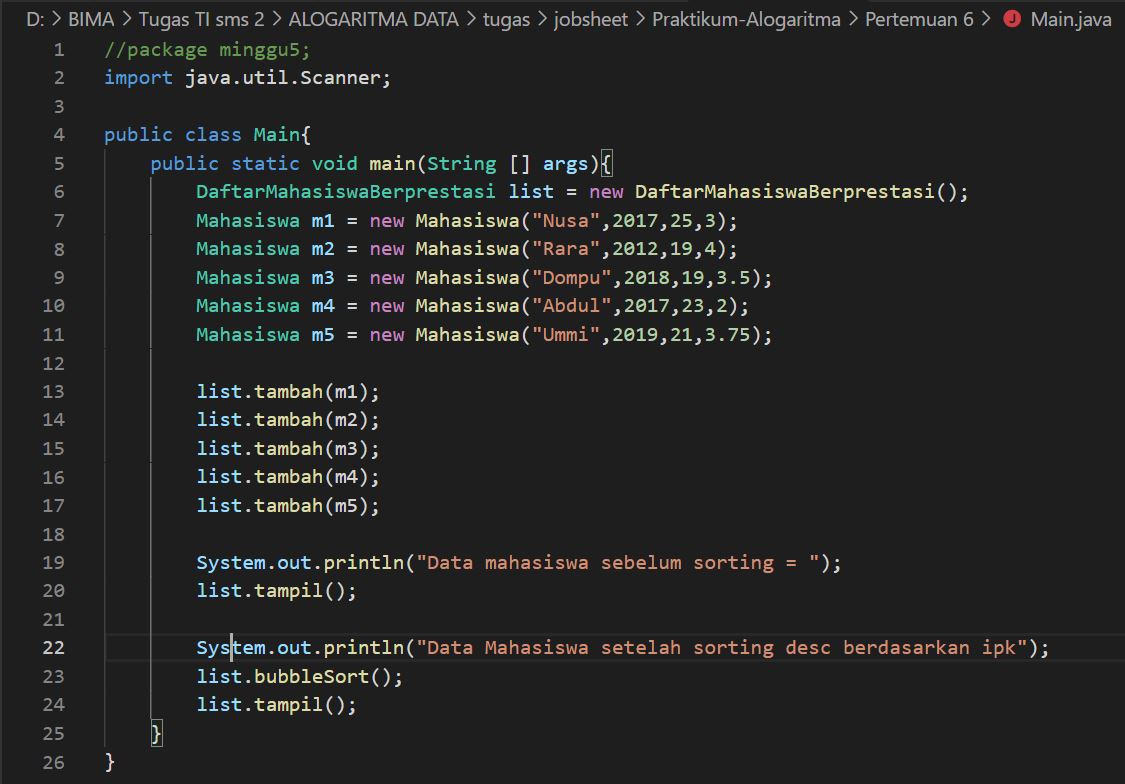 D: > BIMA > Tugas TI sms 2 > ALOGARITMA DATA > tugas > jobsheet > Praktikum-Alogaritma > Pertemuan 6 > J Main.java
1 //package minggu5;
2 import java.util.Scanner;
3
4 public class Main{
5     public static void main(String [] args){
6         DaftarMahasiswaBerprestasi list = new DaftarMahasiswaBerprestasi();
7         Mahasiswa m1 = new Mahasiswa("Nusa",2017,25,3);
8         Mahasiswa m2 = new Mahasiswa("Rara",2012,19,4);
9         Mahasiswa m3 = new Mahasiswa("Dompu",2018,19,3.5);
10         Mahasiswa m4 = new Mahasiswa("Abdul",2017,23,2);
11         Mahasiswa m5 = new Mahasiswa("Ummi",2019,21,3.75);
12
13         list.tambah(m1);
14         list.tambah(m2);
15         list.tambah(m3);
16         list.tambah(m4);
17         list.tambah(m5);
18
19         System.out.println("Data mahasiswa sebelum sorting = ");
20         list.tampil();
21
22         System.out.println("Data Mahasiswa setelah sorting desc berdasarkan ipk");
23         list.bubbleSort();
24         list.tampil();
25     }
26 }